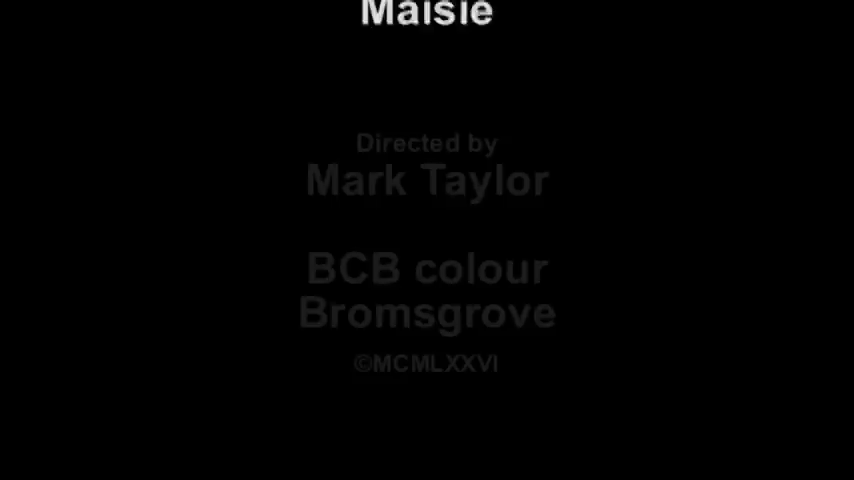 Maisie
Directed by
Mark Taylor
BCB colour
Bromsgrove
©MCMLXXVI